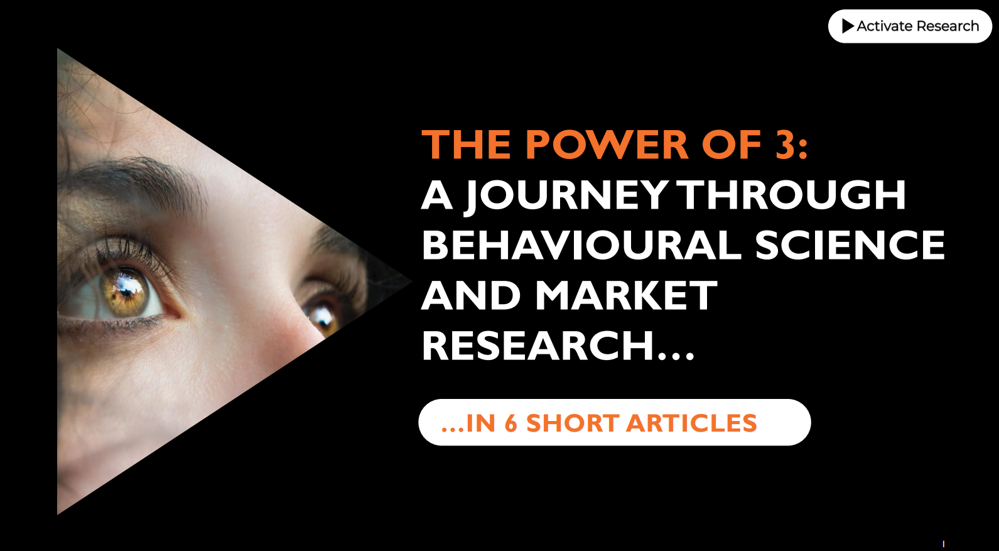 Activate Research
THE POWER OF 3:
A JOURNEY THROUGH
BEHAVIOURAL SCIENCE
AND MARKET
RESEARCH...
...IN 6 SHORT ARTICLES